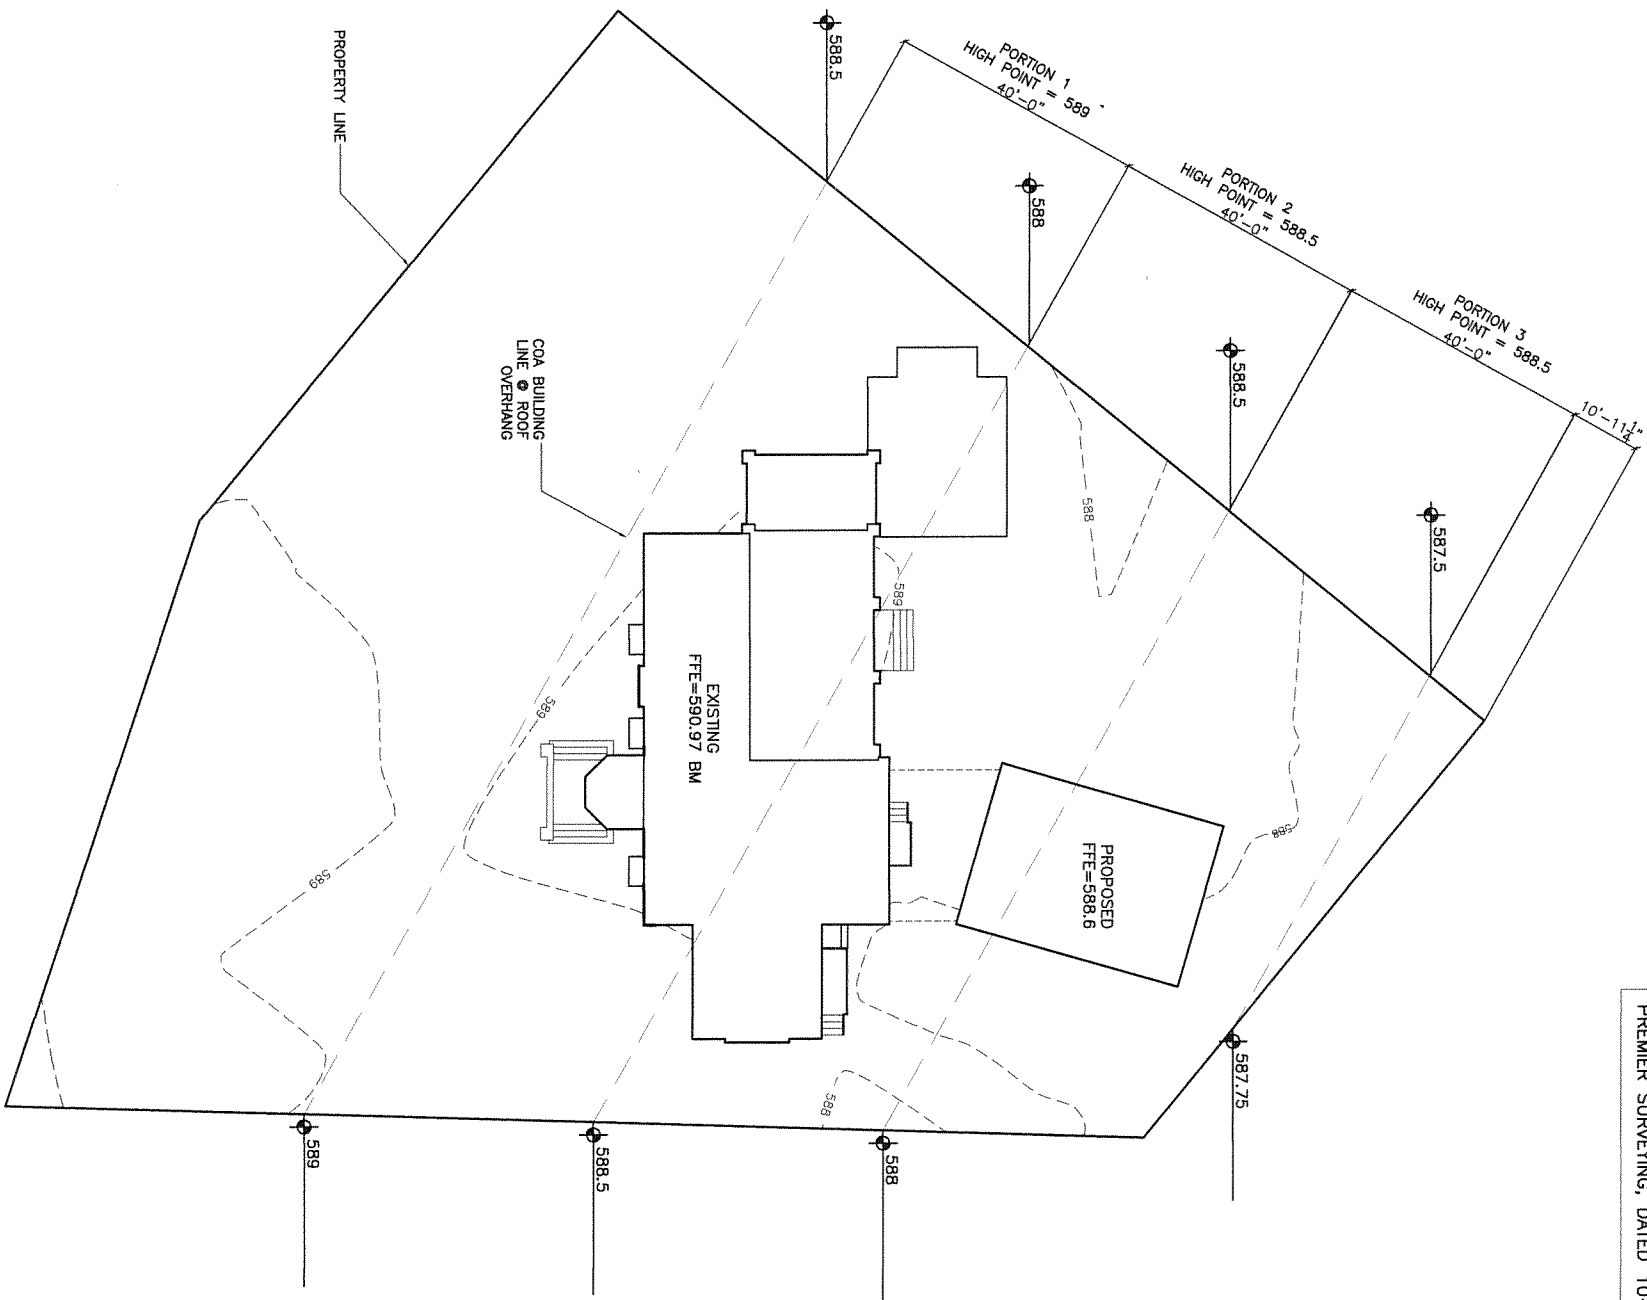 PROPERTY LINE
588.5
PORTION 1
HIGH POINT = 589
40'-0"
588
PORTION 2
HIGH POINT = 588.5
40'-0"
588.5
PORTION 3
HIGH POINT = 588.5
40'-0"
587.5
10'-11 1/4"
COA BUILDING
LINE @ ROOF
OVERHANG
588
589
EXISTING
FFE=590.97 BM
589
PROPOSED
FFE=588.6
588
589
588
587.75
588
588.5
589
PREMIER SURVEYING, DATED 10-